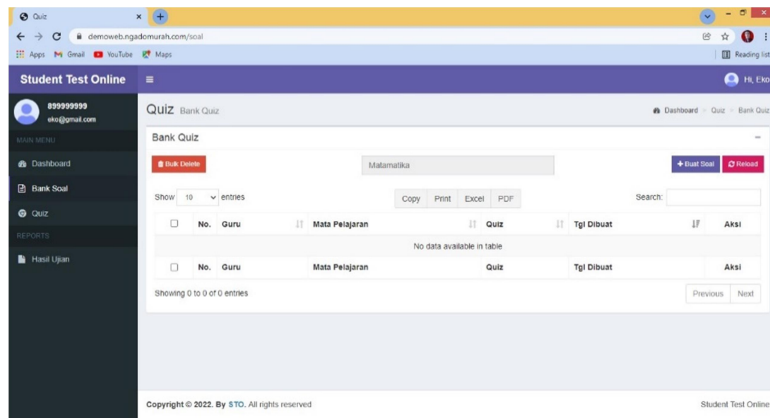 Quiz
demoweb.ngadomurah.com/soal
Apps Gmail YouTube Maps Reading list
Student Test Online Hi, Eko
899999999
eko@gmail.com
Quiz Bank Quiz Dashboard Quiz Bank Quiz
MAIN MENU
Bank Quiz
Dashboard
Bulk Delete Matamatika + Buat Soal Reload
Bank Soal
Show 10 entries Copy Print Excel PDF Search:
Quiz
No. Guru Mata Pelajaran Quiz Tgl Dibuat Aksi
REPORTS
No data available in table
Hasil Ujian
No. Guru Mata Pelajaran Quiz Tgl Dibuat Aksi
Showing 0 to 0 of 0 entries Previous Next
Copyright © 2022. By STO. All rights reserved Student Test Online